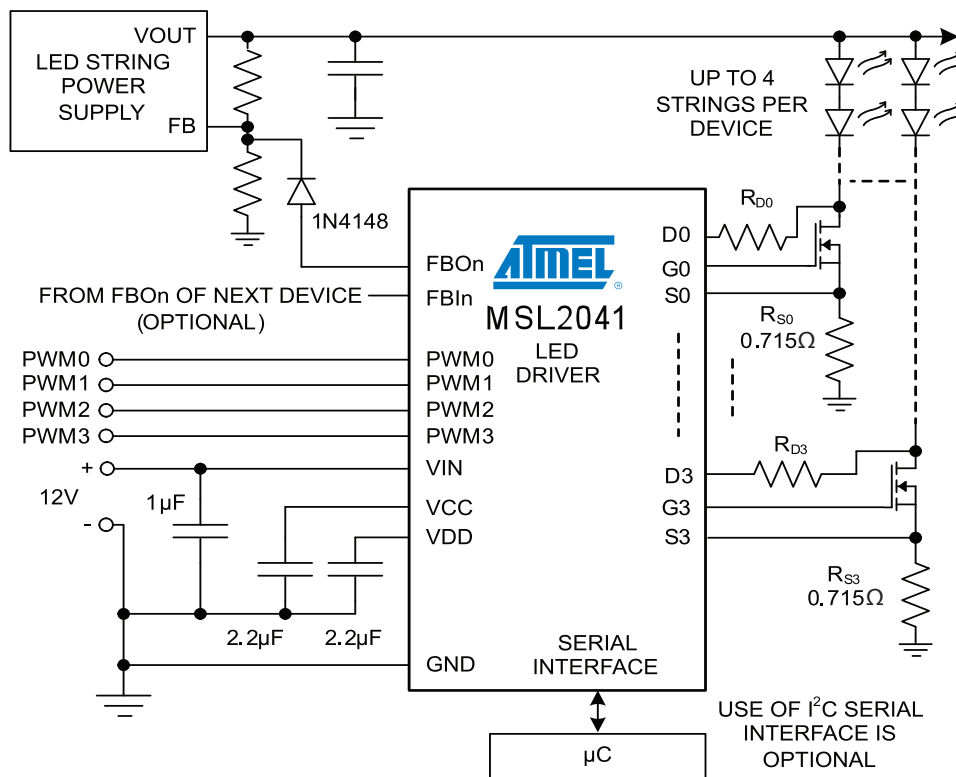 VOUT
LED STRING
POWER
SUPPLY
FB
UP TO 4
STRINGS PER
DEVICE
1N4148
FROM FBOn OF NEXT DEVICE
(OPTIONAL)
PWM0
PWM1
PWM2
PWM3
+
12V
-
1µF
2.2µF
2.2µF
FBOn
FBIn
PWM0
PWM1
PWM2
PWM3
VIN
VCC
VDD
GND
ATMEL
MSL2041
LED
DRIVER
D0
G0
S0
D3
G3
S3
SERIAL
INTERFACE
RD0
RS0
0.715Ω
RD3
RS3
0.715Ω
µC
USE OF I²C SERIAL
INTERFACE IS
OPTIONAL